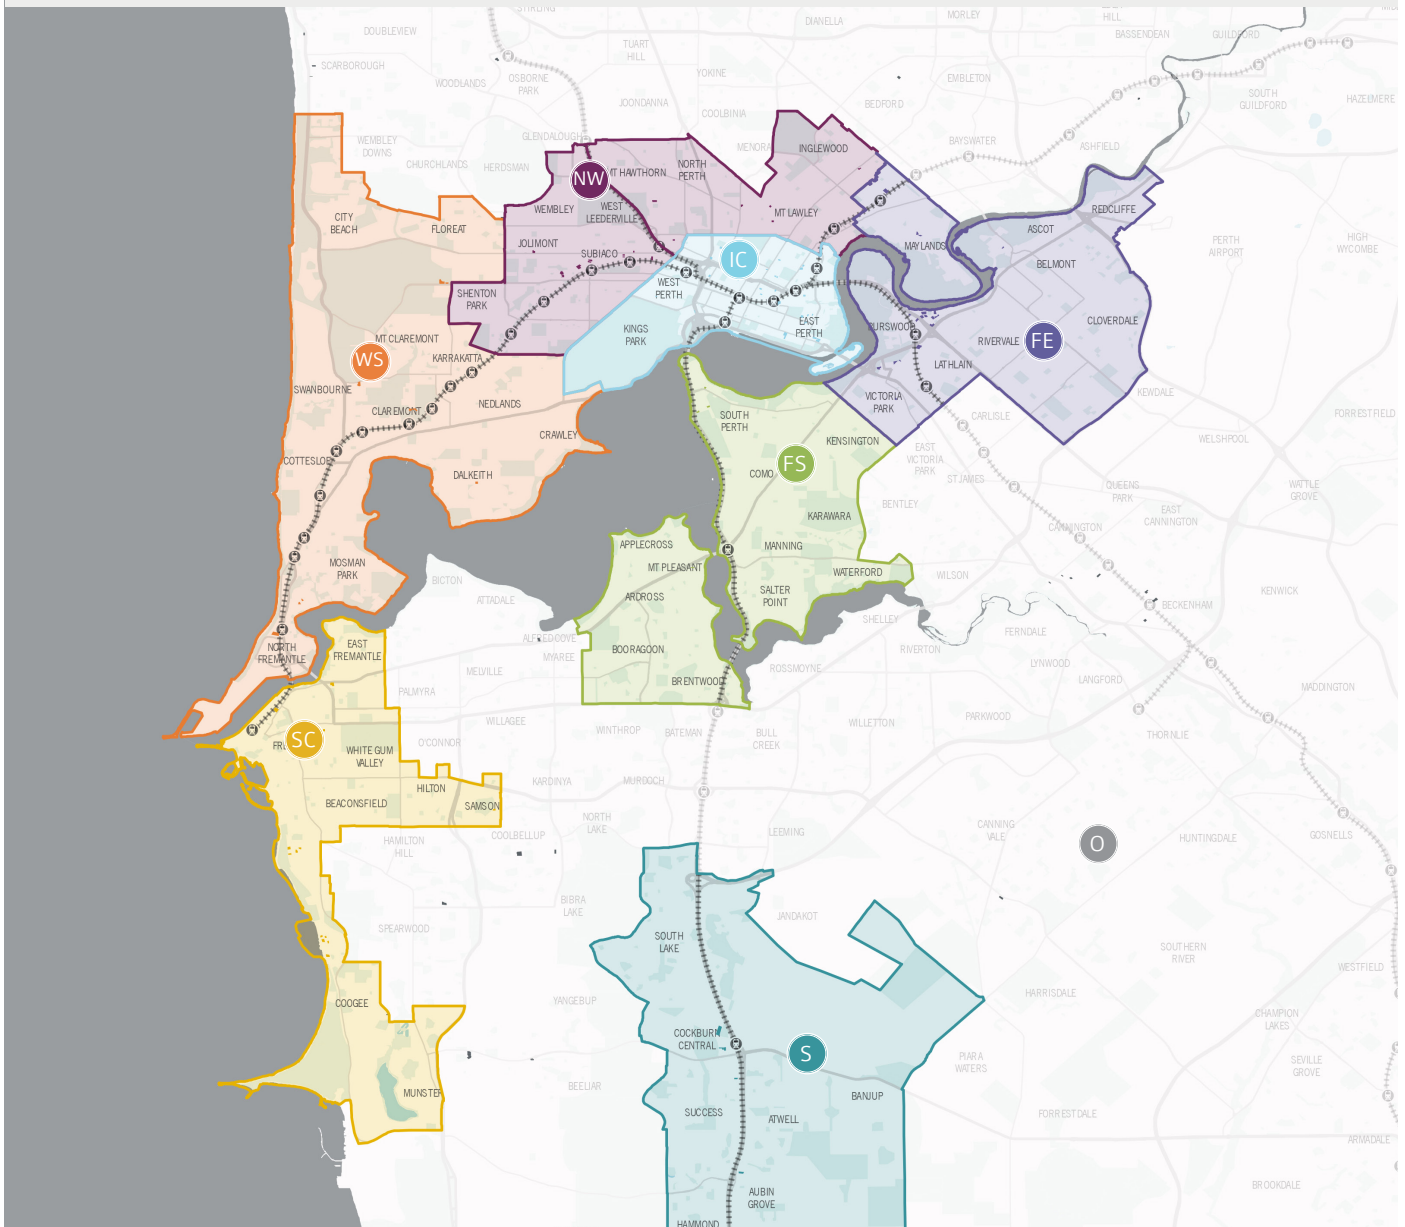 STIRLING
DIANELLA
MORLEY
HILL
DOUBLEVIEW
TUART
HILL
BASSENDEAN
GUILDFORD
SCARBOROUGH
WOODLANDS
OSBORNE
PARK
YOKINE
EMBLETON
JOONDANNA
COOLBINIA
BEDFORD
SOUTH
GUILDFORD
HAZELMERE
WEMBLEY
DOWNS
CHURCHLANDS
HERDSMAN
GLENDALOUGH
MENORA
INGLEWOOD
BAYSWATER
ASHFIELD
NW
MT HAWTHORN
NORTH
PERTH
CITY
BEACH
FLOREAT
WEMBLEY
WEST
LEEDERVILLE
MT LAWLEY
REDCLIFFE
ASCOT
MAYLANDS
PERTH
AIRPORT
HIGH
WYCOMBE
JOLIMONT
SUBIACO
IC
BELMONT
SHENTON
PARK
WEST
PERTH
EAST
PERTH
KINGS
PARK
BURSWOOD
RIVERVALE
FE
CLOVERDALE
MT CLAREMONT
KARRAKATTA
WS
LATHLAIN
SWANBOURNE
NEDLANDS
CLAREMONT
VICTORIA
PARK
KEWDALE
CARLISLE
FORRESTFIELD
SOUTH
PERTH
CRAWLEY
KENSINGTON
WELSHPOOL
EAST
VICTORIA
PARK
COTTESLOE
DALKEITH
COMO
FS
ST JAMES
QUEENS
PARK
WATTLE
GROVE
BENTLEY
KARAWARA
EAST
CANNINGTON
CANNINGTON
APPLECROSS
MANNING
MOSMAN
PARK
MT PLEASANT
WATERFORD
WILSON
BICTON
ATTADALE
ARDROSS
SALTER
POINT
KENWICK
BECKENHAM
SHELLEY
FERNDALE
ALFRED COVE
MYAREE
BOORAGOON
RIVERTON
LYNWOOD
NORTH
FREMANTLE
EAST
FREMANTLE
MELVILLE
BRENTWOOD
ROSSMOYNE
LANGFORD
MADDINGTON
PALMYRA
WILLAGEE
WINTHROP
BATEMAN
BULL
CREEK
WILLETTON
PARKWOOD
THORNLIE
SC
O'CONNOR
WHITE GUM
VALLEY
KARDINYA
MURDOCH
HILTON
BEACONSFIELD
SAMSON
HAMILTON
HILL
COOLBELLUP
NORTH
LAKE
LEEMING
CANNING
VALE
O
HUNTINGDALE
GOSNELLS
BIBRA
LAKE
JANDAKOT
SPEARWOOD
SOUTH
LAKE
SOUTHERN
RIVER
WESTFIELD
COOGEE
YANGEBUP
HARRISDALE
CHAMPION
LAKES
COCKBURN
CENTRAL
S
PIARA
WATERS
SEVILLE
GROVE
MUNSTER
BEELIAR
BANJUP
SUCCESS
ATWELL
FORRESTDALE
ARMADALE
AUBIN
GROVE
BROOKDALE
HAMMOND